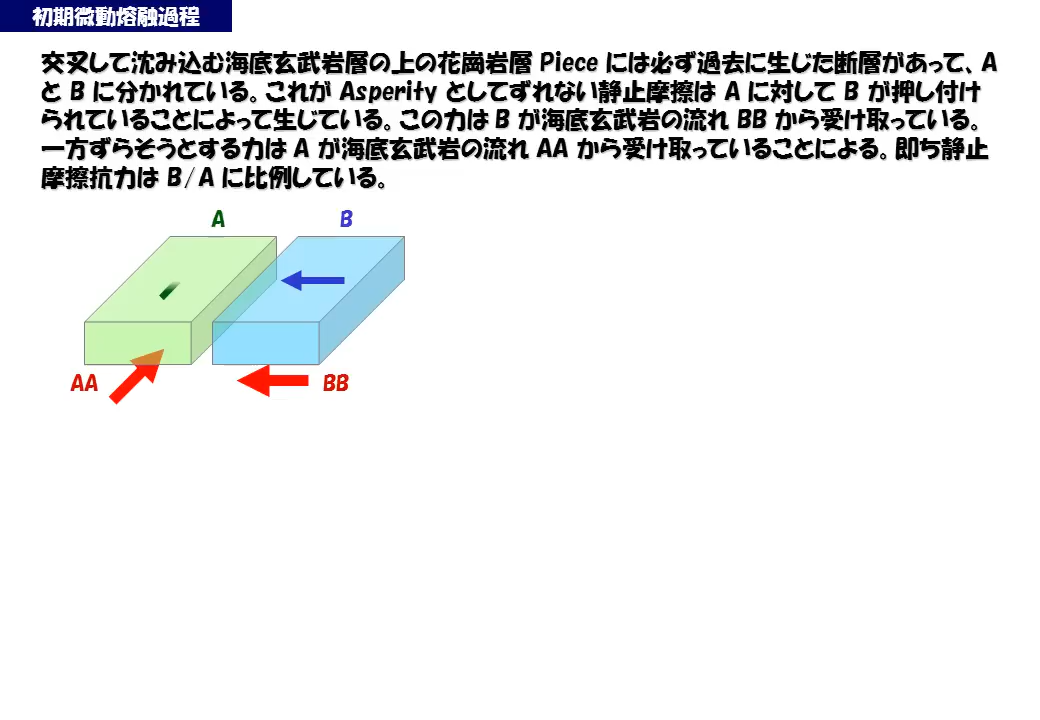 初期微動熔融過程
交叉して沈み込む海底玄武岩層の上の花崗岩層 Piece には必ず過去に生じた断層があって、A
と B に分かれている。これが Asperity としてずれない静止摩擦は A に対して B が押し付け
られていることによって生じている。この力は B が海底玄武岩の流れ BB から受け取っている。
一方ずらそうとする力は A が海底玄武岩の流れ AA から受け取っていることによる。即ち静止
摩擦抗力は B/A に比例している。
A B
AA BB